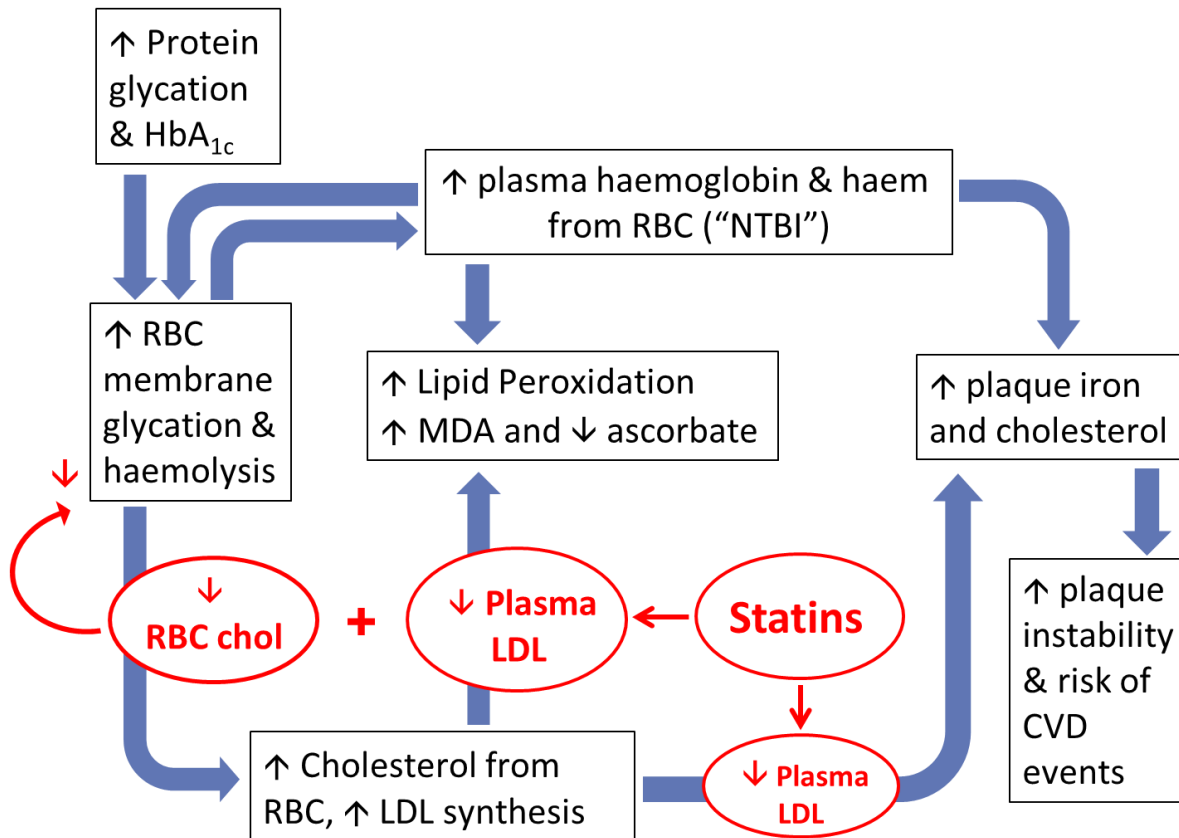 ↑ Protein
glycation
& HbA₁c
↑ plasma haemoglobin & haem
from RBC (“NTBI”)
↑ RBC
membrane
glycation &
haemolysis
↓
↑ Lipid Peroxidation
↑ MDA and ↓ ascorbate
↑ plaque iron
and cholesterol
↓
RBC chol
+
↓ Plasma
LDL
Statins
↑ plaque
instability
& risk of
CVD
events
↑ Cholesterol from
RBC, ↑ LDL synthesis
↓ Plasma
LDL